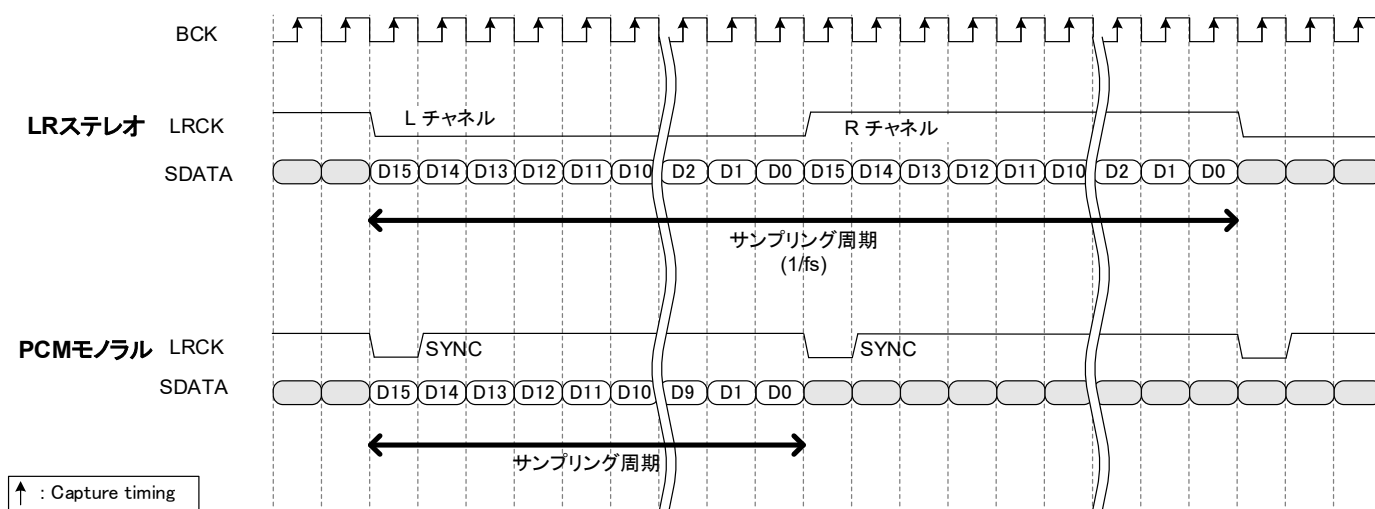 BCK
LRステレオ LRCK L チャネル R チャネル
SDATA D15 D14 D13 D12 D11 D10 D2 D1 D0 D15 D14 D13 D12 D11 D10 D2 D1 D0
サンプリング周期
(1/fs)
PCMモノラル LRCK SYNC SYNC
SDATA D15 D14 D13 D12 D11 D10 D9 D1 D0
サンプリング周期
: Capture timing